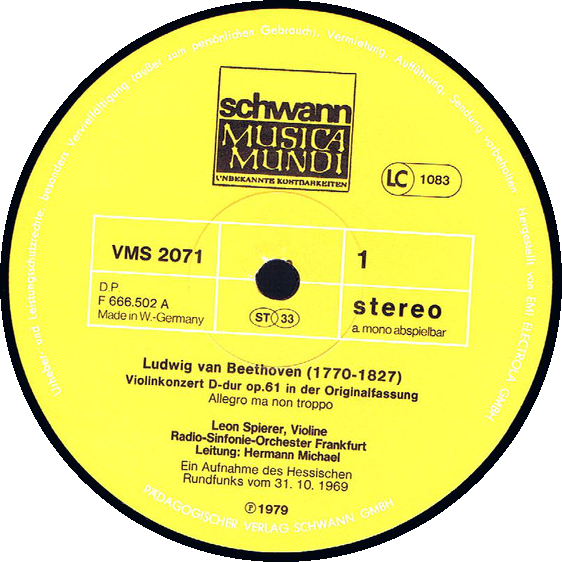 Urheber- und Leistungsschutzrechte, besonders Vervielfältigung (außer zum persönlichen Gebrauch), Vermietung, Aufführung, Sendung vorbehalten Hergestellt von EMI ELECTROLA GMBH
schwann
MUSICA
MUNDI
UNBEKANNTE KOSTBARKEITEN
LC 1083
VMS 2071
1
D.P.
F 666.502 A
Made in W.-Germany
ST 33
stereo
a. mono abspielbar
Ludwig van Beethoven (1770-1827)
Violinkonzert D-dur op.61 in der Originalfassung
Allegro ma non troppo
Leon Spierer, Violine
Radio-Sinfonie-Orchester Frankfurt
Leitung: Hermann Michael
Ein Aufnahme des Hessischen
Rundfunks vom 31. 10. 1969
℗ 1979
PÄDAGOGISCHER VERLAG SCHWANN GMBH